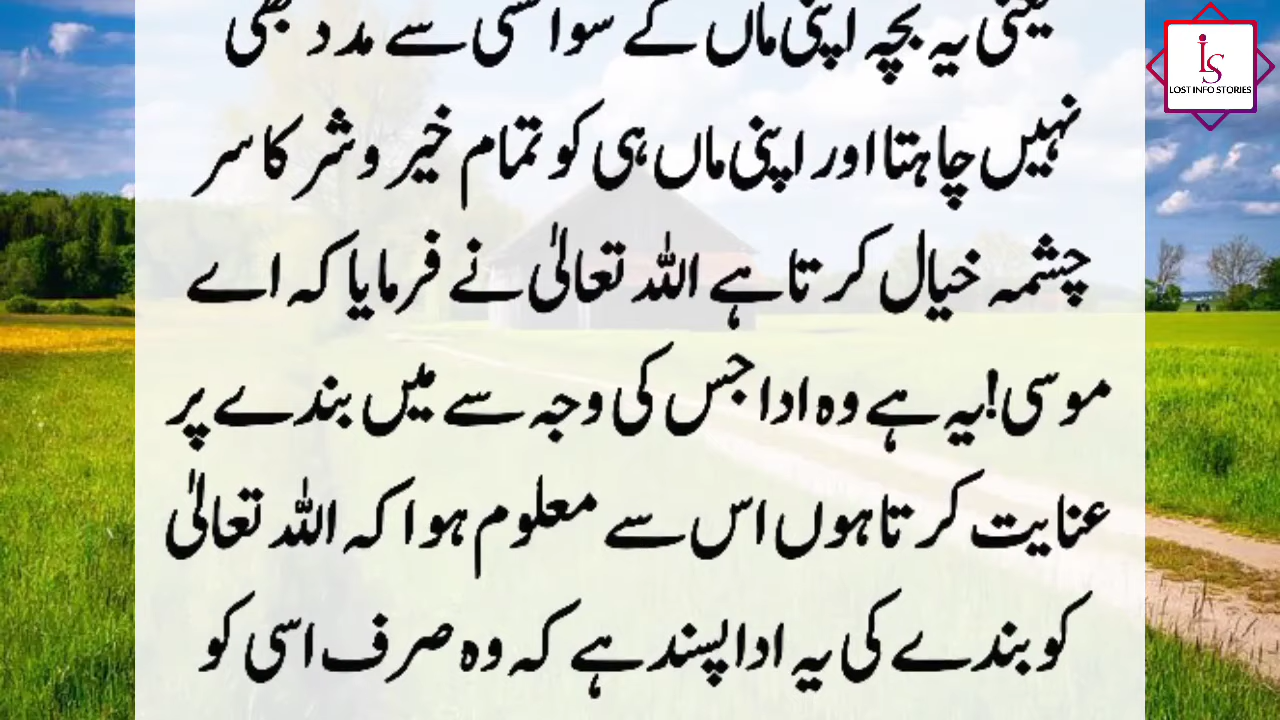 یعنی یہ بچہ اپنی ماں کے سوا کسی سے مدد بھی
نہیں چاہتا اور اپنی ماں ہی کو تمام خیر و شر کا سر
چشمہ خیال کرتا ہے اللہ تعالیٰ نے فرمایا کہ اے
موسی! یہ ہے وہ ادا جس کی وجہ سے میں بندے پر
عنایت کرتا ہوں اس سے معلوم ہوا کہ اللہ تعالیٰ
کو بندے کی یہ ادا پسند ہے کہ وہ صرف اسی کو
LS
LOST INFO STORIES